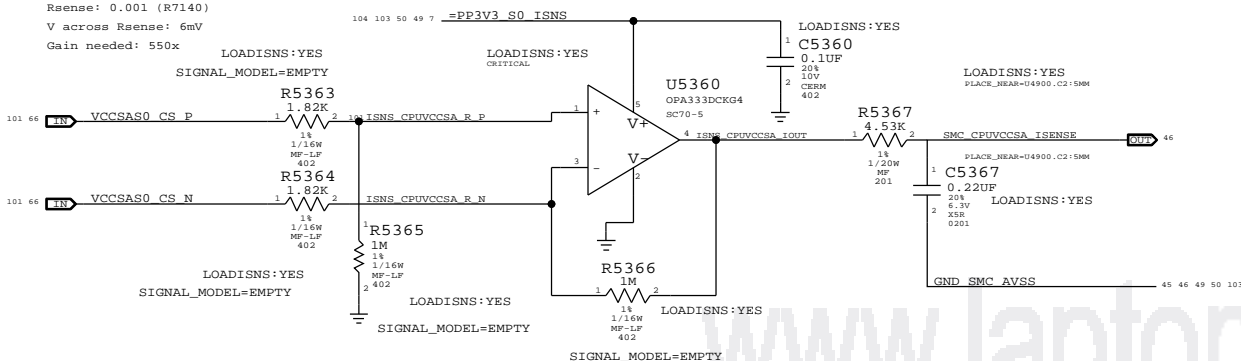 Rsense: 0.001 (R7140)
V across Rsense: 6mV
Gain needed: 550x
104 103 50 49 7 =PP3V3_S0_ISNS
LOADISNS:YES
SIGNAL_MODEL=EMPTY
LOADISNS:YES
CRITICAL
LOADISNS:YES
1
C5360
0.1UF
20%
10V
CERM
402
2
LOADISNS:YES
PLACE_NEAR=U4900.C2:5MM
U5360
OPA333DCKG4
SC70-5
5
V+
V-
2
+
-
1
3
4
R5363
1.82K
1 2
1%
1/16W
MF-LF
402
101 66 IN VCCSAS0_CS_P
ISNS_CPUVCCSA_R_P
R5367
4.53K
1 2
1%
1/20W
MF
201
ISNS_CPUVCCSA_IOUT
SMC_CPUVCCSA_ISENSE
OUT 46
PLACE_NEAR=U4900.C2:5MM
1
C5367
0.22UF
20%
6.3V
X5R
0201
2
LOADISNS:YES
R5364
1.82K
1 2
1%
1/16W
MF-LF
402
101 66 IN VCCSAS0_CS_N
ISNS_CPUVCCSA_R_N
1
R5365
1M
1%
1/16W
MF-LF
402
2
LOADISNS:YES
SIGNAL_MODEL=EMPTY
LOADISNS:YES
SIGNAL_MODEL=EMPTY
R5366
1M
1 2
1%
1/16W
MF-LF
402
LOADISNS:YES
SIGNAL_MODEL=EMPTY
GND_SMC_AVSS
45 46 49 50 103
www.laptop